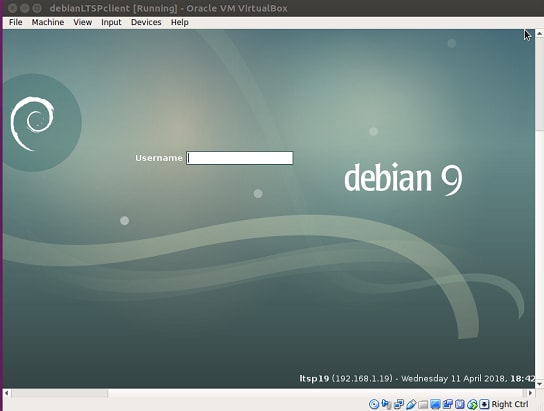 debianLTSPclient [Running] - Oracle VM VirtualBox
File Machine View Input Devices Help
Username
debian 9
ltsp19 (192.168.1.19) - Wednesday 11 April 2018, 18:42
Right Ctrl